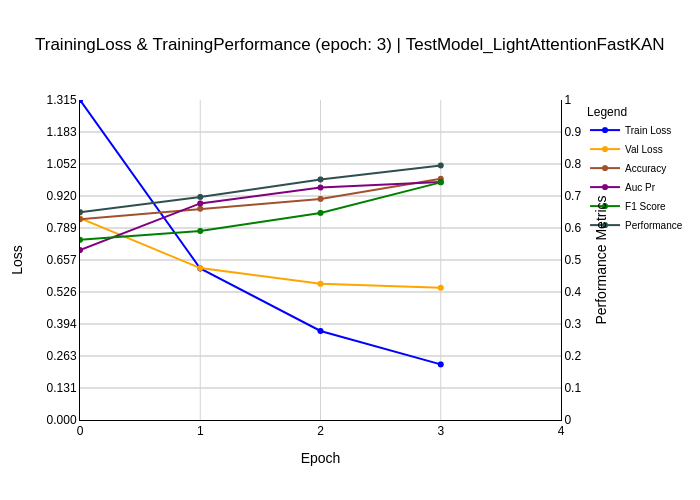 TrainingLoss & TrainingPerformance (epoch: 3) | TestModel_LightAttentionFastKAN
1.315
1.183
1.052
0.920
0.789
0.657
0.526
0.394
0.263
0.131
0.000
Loss
0
1
2
3
4
Epoch
1
0.9
0.8
0.7
0.6
0.5
0.4
0.3
0.2
0.1
0
Performance Metrics
Legend
Train Loss
Val Loss
Accuracy
Auc Pr
F1 Score
Performance